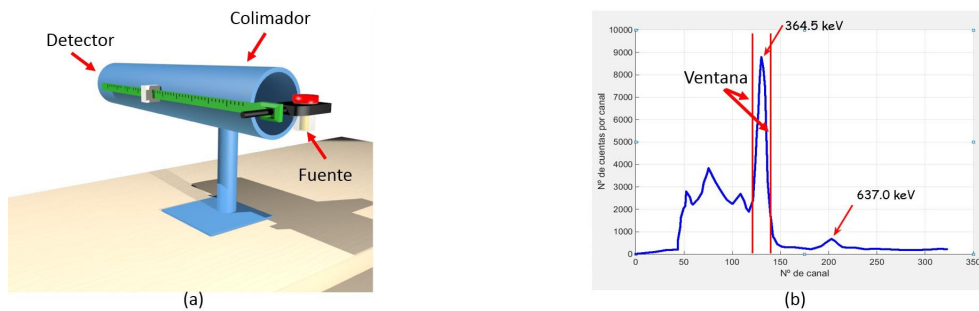 Colimador
Detector
Fuente
(a)
10000
9000
8000
7000
6000
5000
4000
3000
2000
1000
0
0 50 100 150 200 250 300 350
Nº de cuentas por canal
Nº de canal
364.5 keV
Ventana
637.0 keV
(b)